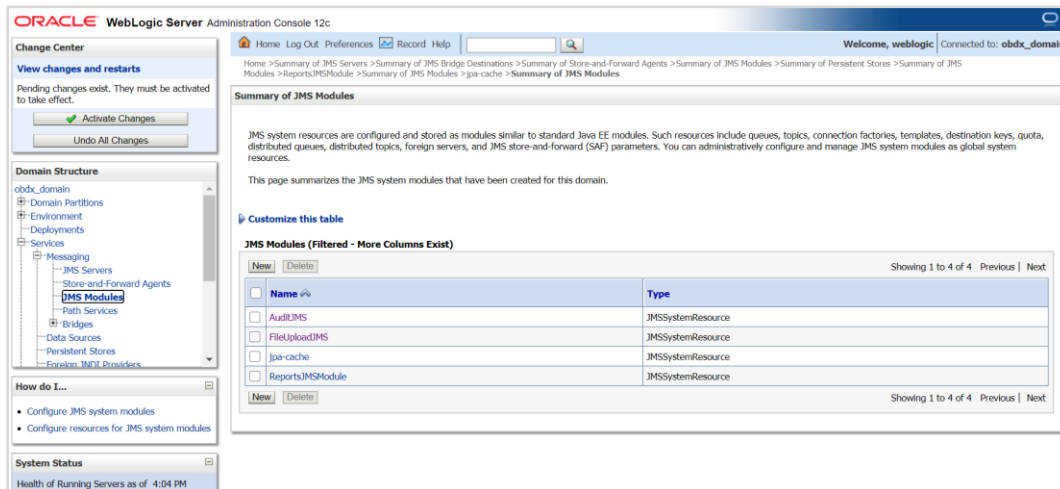 ORACLE WebLogic Server Administration Console 12c
Change Center
View changes and restarts
Pending changes exist. They must be activated
to take effect.
Activate Changes
Undo All Changes
Domain Structure
obdx_domain
Domain Partitions
Environment
Deployments
Services
Messaging
JMS Servers
Store-and-Forward Agents
JMS Modules
Path Services
Bridges
Data Sources
Persistent Stores
Foreign JNDI Providers
How do I...
Configure JMS system modules
Configure resources for JMS system modules
System Status
Health of Running Servers as of 4:04 PM
Home Log Out Preferences Record Help
Welcome, weblogic Connected to: obdx_domai
Home >Summary of JMS Servers >Summary of JMS Bridge Destinations >Summary of Store-and-Forward Agents >Summary of JMS Modules >Summary of Persistent Stores >Summary of JMS
Modules >ReportsJMSModule >Summary of JMS Modules >jpa-cache >Summary of JMS Modules
Summary of JMS Modules
JMS system resources are configured and stored as modules similar to standard Java EE modules. Such resources include queues, topics, connection factories, templates, destination keys, quota,
distributed queues, distributed topics, foreign servers, and JMS store-and-forward (SAF) parameters. You can administratively configure and manage JMS system modules as global system
resources.
This page summarizes the JMS system modules that have been created for this domain.
Customize this table
JMS Modules (Filtered - More Columns Exist)
New Delete Showing 1 to 4 of 4 Previous | Next
Name Type
AuditJMS JMSSystemResource
FileUploadJMS JMSSystemResource
jpa-cache JMSSystemResource
ReportsJMSModule JMSSystemResource
New Delete Showing 1 to 4 of 4 Previous | Next